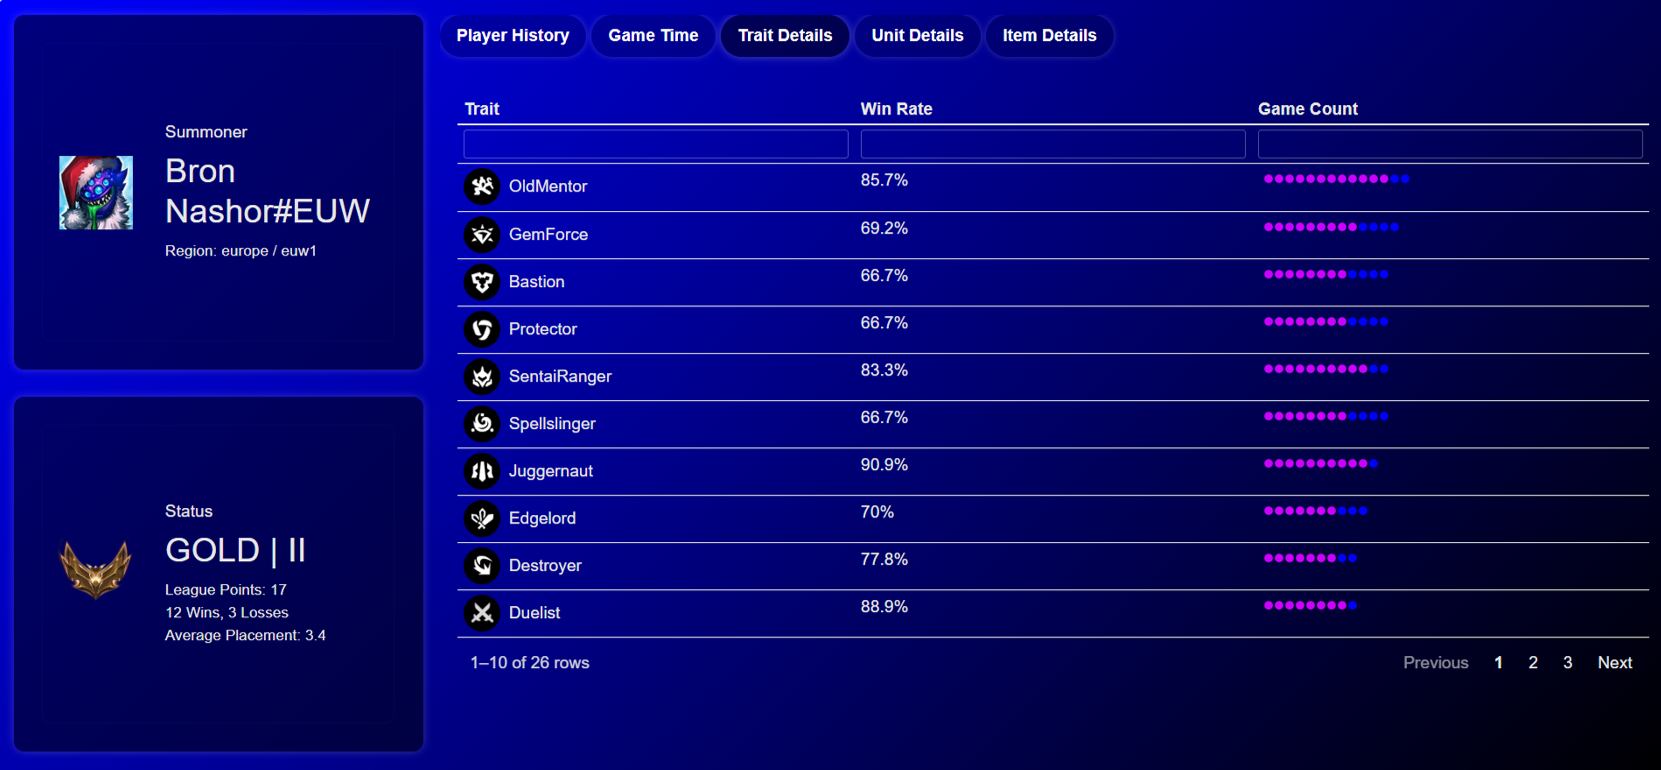 Player History
Game Time
Trait Details
Unit Details
Item Details
Summoner
Bron
Nashor#EUW
Region: europe / euw1
Status
GOLD | II
League Points: 17
12 Wins, 3 Losses
Average Placement: 3.4
Trait Win Rate Game Count
OldMentor 85.7%
GemForce 69.2%
Bastion 66.7%
Protector 66.7%
SentaiRanger 83.3%
Spellslinger 66.7%
Juggernaut 90.9%
Edgelord 70%
Destroyer 77.8%
Duelist 88.9%
1–10 of 26 rows
Previous 1 2 3 Next